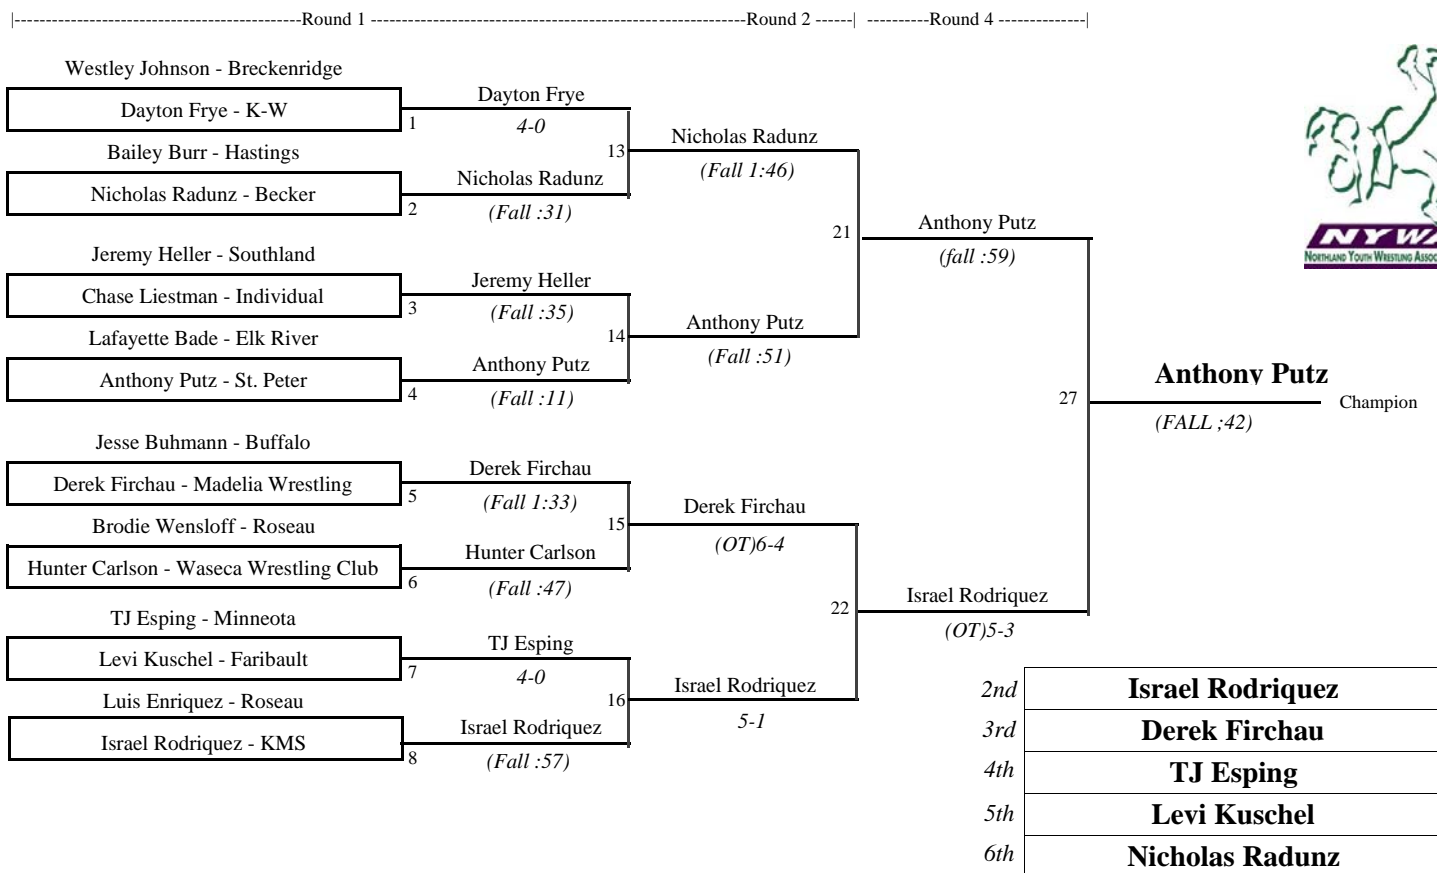 |----------------------------------------------Round 1 ------------------------------------------------------------Round 2 ------| ----------Round 4 --------------|
Westley Johnson - Breckenridge
Dayton Frye - K-W
1
Dayton Frye
4-0
Bailey Burr - Hastings
Nicholas Radunz - Becker
2
Nicholas Radunz
(Fall :31)
13
Nicholas Radunz
(Fall 1:46)
Jeremy Heller - Southland
Chase Liestman - Individual
3
Jeremy Heller
(Fall :35)
Lafayette Bade - Elk River
Anthony Putz - St. Peter
4
Anthony Putz
(Fall :11)
14
Anthony Putz
(Fall :51)
21
Anthony Putz
(fall :59)
Jesse Buhmann - Buffalo
Derek Firchau - Madelia Wrestling
5
Derek Firchau
(Fall 1:33)
Brodie Wensloff - Roseau
Hunter Carlson - Waseca Wrestling Club
6
Hunter Carlson
(Fall :47)
15
Derek Firchau
(OT)6-4
TJ Esping - Minneota
Levi Kuschel - Faribault
7
TJ Esping
4-0
Luis Enriquez - Roseau
Israel Rodriquez - KMS
8
Israel Rodriquez
(Fall :57)
16
Israel Rodriquez
5-1
22
Israel Rodriquez
(OT)5-3
27
Anthony Putz
(FALL ;42)
Champion
NYWA
NORTHLAND YOUTH WRESTLING
2nd Israel Rodriquez
3rd Derek Firchau
4th TJ Esping
5th Levi Kuschel
6th Nicholas Radunz